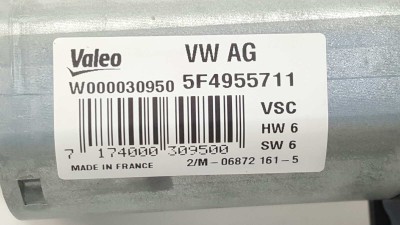 Valeo VW AG
W000030950 5F4955711
VSC
HW 6
SW 6
7 174000 309500
MADE IN FRANCE 2/M - 06872 161 - 5